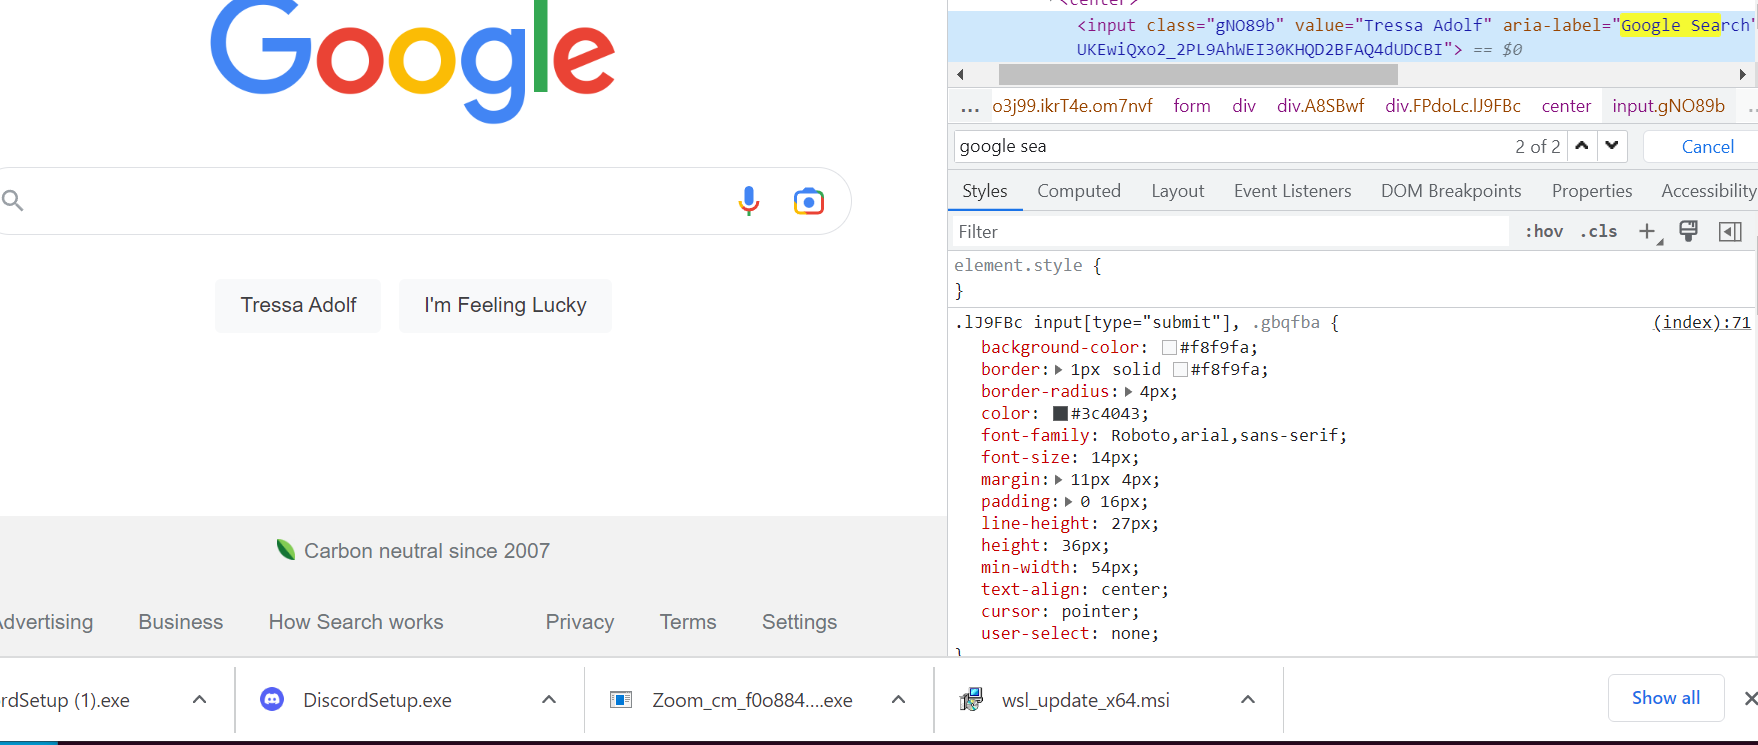 Google
Tressa Adolf
I'm Feeling Lucky
Carbon neutral since 2007
Advertising
Business
How Search works
Privacy
Terms
Settings
<input class="gNO89b" value="Tressa Adolf" aria-label="Google Search"
UKEwiQxo2_2PL9AhWEI30KHQD2BFAQ4dUDCBI"> == $0
... o3j99.ikrT4e.om7nvf form div div.A8SBwf div.FPdoLc.lJ9FBc center input.gNO89b ..
google sea 2 of 2 Cancel
Styles Computed Layout Event Listeners DOM Breakpoints Properties Accessibility
Filter :hov .cls +
element.style {
}
.lJ9FBc input[type="submit"], .gbqfba { (index):71
background-color: #f8f9fa;
border: 1px solid #f8f9fa;
border-radius: 4px;
color: #3c4043;
font-family: Roboto,arial,sans-serif;
font-size: 14px;
margin: 11px 4px;
padding: 0 16px;
line-height: 27px;
height: 36px;
min-width: 54px;
text-align: center;
cursor: pointer;
user-select: none;
}
rdSetup (1).exe
DiscordSetup.exe
Zoom_cm_f0o884....exe
wsl_update_x64.msi
Show all